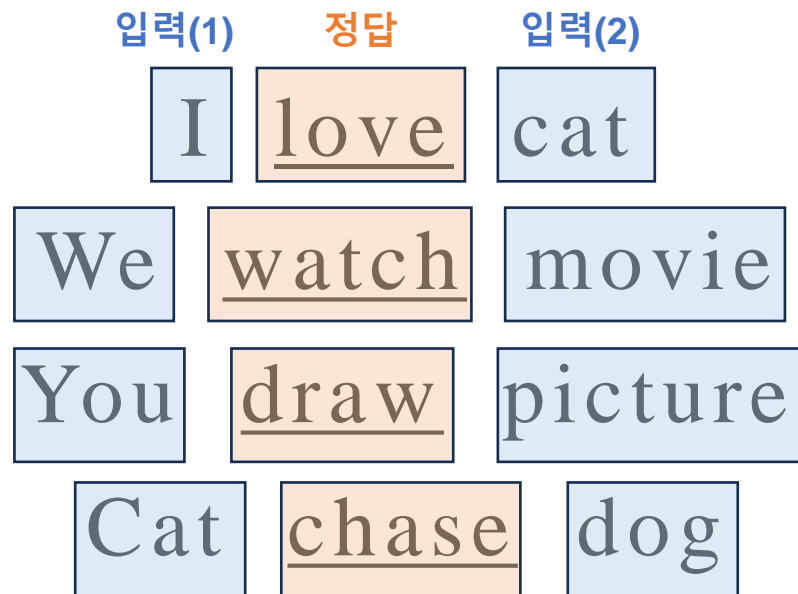 입력(1) 정답 입력(2)
I love cat
We watch movie
You draw picture
Cat chase dog